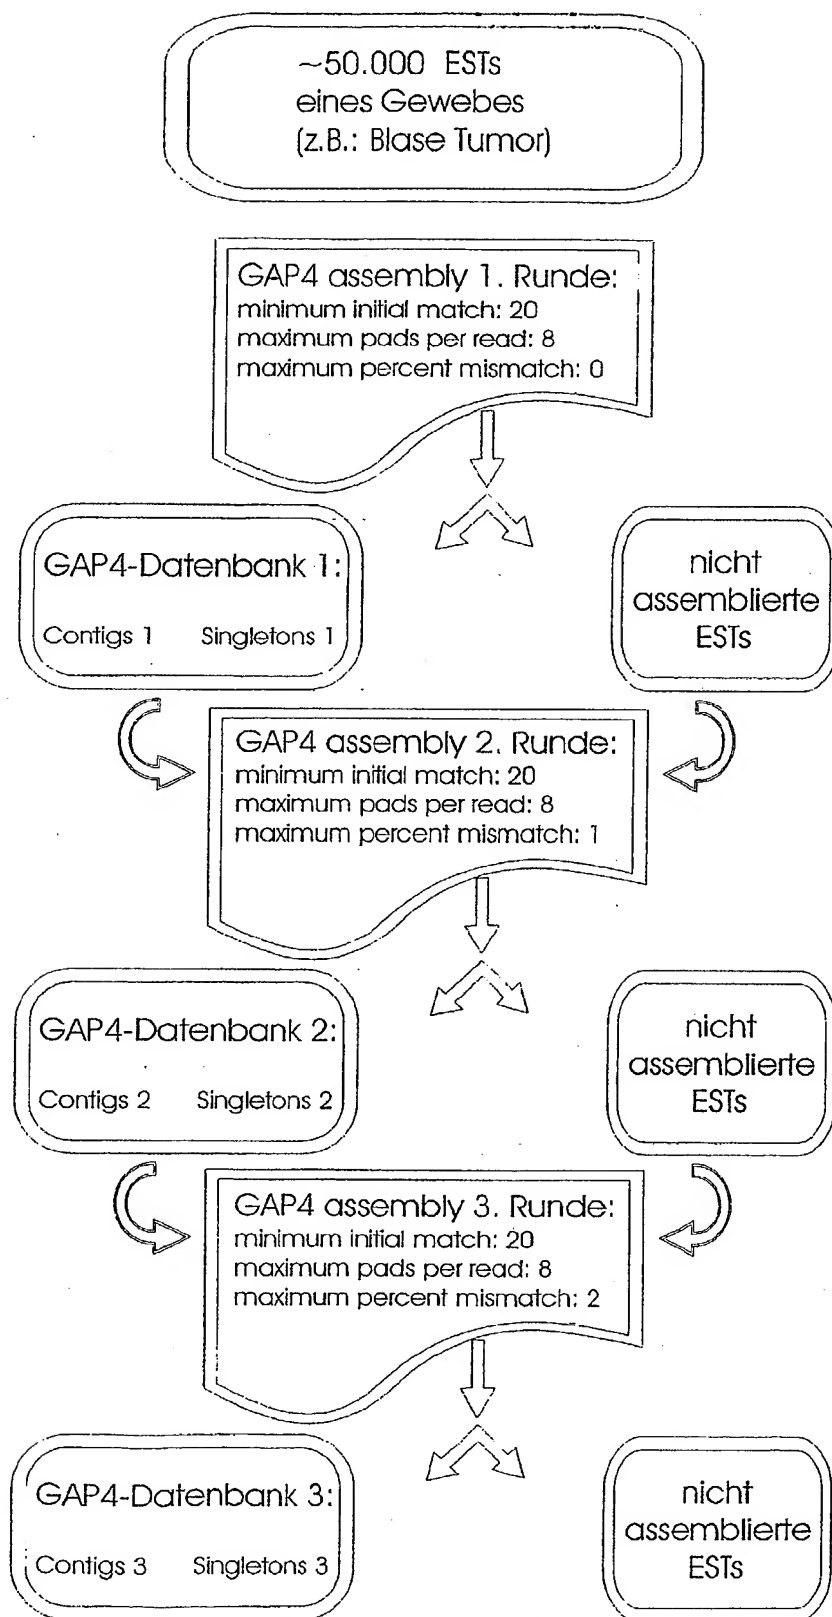 ~50.000 ESTs
eines Gewebes
(z.B.: Blase Tumor)
GAP4 assembly 1. Runde:
minimum initial match: 20
maximum pads per read: 8
maximum percent mismatch: 0
GAP4-Datenbank 1:
Contigs 1 Singletons 1
nicht
assemblierte
ESTs
GAP4 assembly 2. Runde:
minimum initial match: 20
maximum pads per read: 8
maximum percent mismatch: 1
GAP4-Datenbank 2:
Contigs 2 Singletons 2
nicht
assemblierte
ESTs
GAP4 assembly 3. Runde:
minimum initial match: 20
maximum pads per read: 8
maximum percent mismatch: 2
GAP4-Datenbank 3:
Contigs 3 Singletons 3
nicht
assemblierte
ESTs